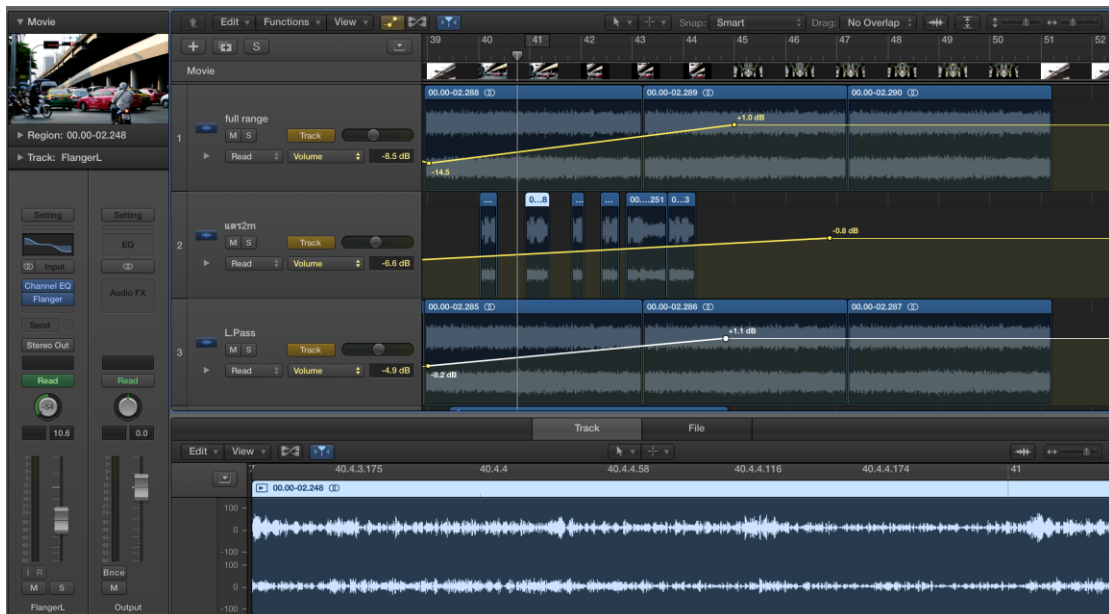 Movie
Region: 00.00-02.248
Track: FlangerL
Setting
Setting
EQ
Input
Channel EQ
Flanger
Audio FX
Send
Stereo Out
Read
Read
-54
10.6
0.0
I R
Bnce
M S
M
FlangerL
Output
Edit Functions View
Snap: Smart
Drag: No Overlap
S
39 40 41 42 43 44 45 46 47 48 49 50 51 52
Movie
1
full range
M S
Track
Read
Volume
-8.5 dB
00.00-02.288
00.00-02.289
00.00-02.290
-14.5
+1.0 dB
2
แตร2m
M S
Track
Read
Volume
-6.6 dB
...
0...8
...
...
00....251
0...3
-0.8 dB
3
L.Pass
M S
Track
Read
Volume
-4.9 dB
00.00-02.285
00.00-02.286
00.00-02.287
-8.2 dB
+1.1 dB
Track
File
Edit View
40.4.3.175
40.4.4
40.4.4.58
40.4.4.116
40.4.4.174
41
00.00-02.248
100
0
-100
100
0
-100